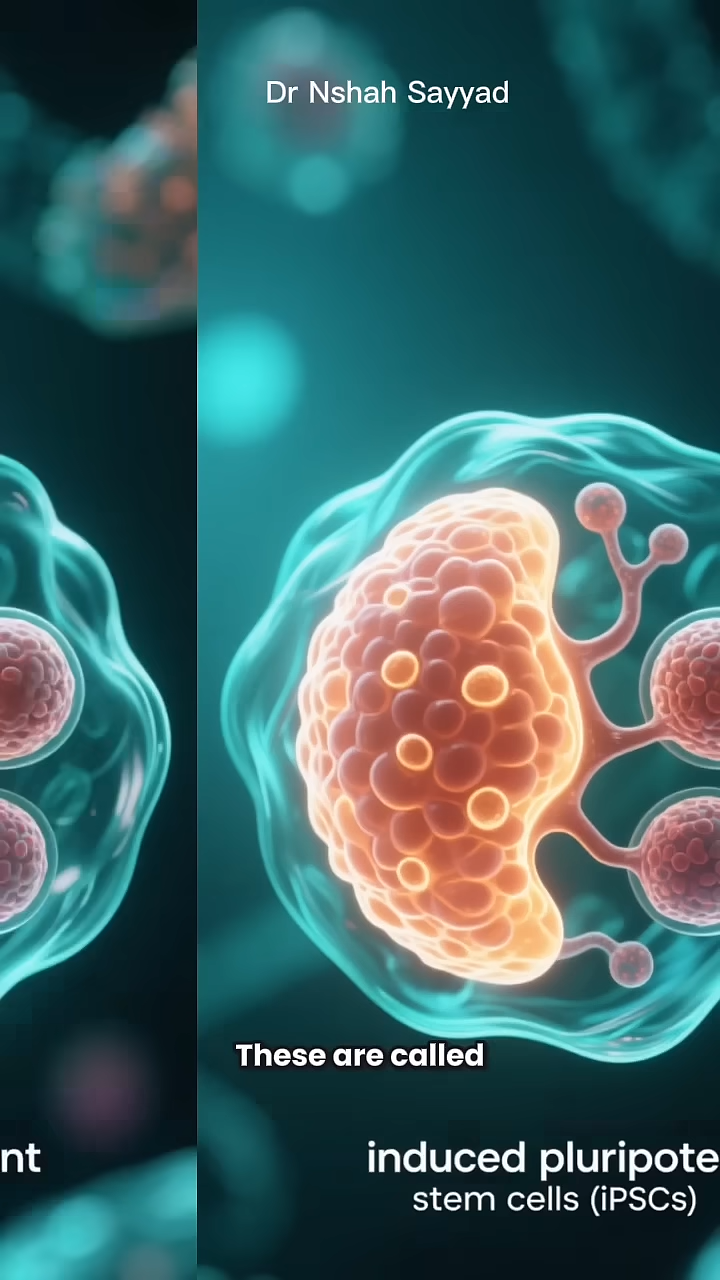 Dr Nshah Sayyad
These are called
nt
induced pluripote
stem cells (iPSCs)